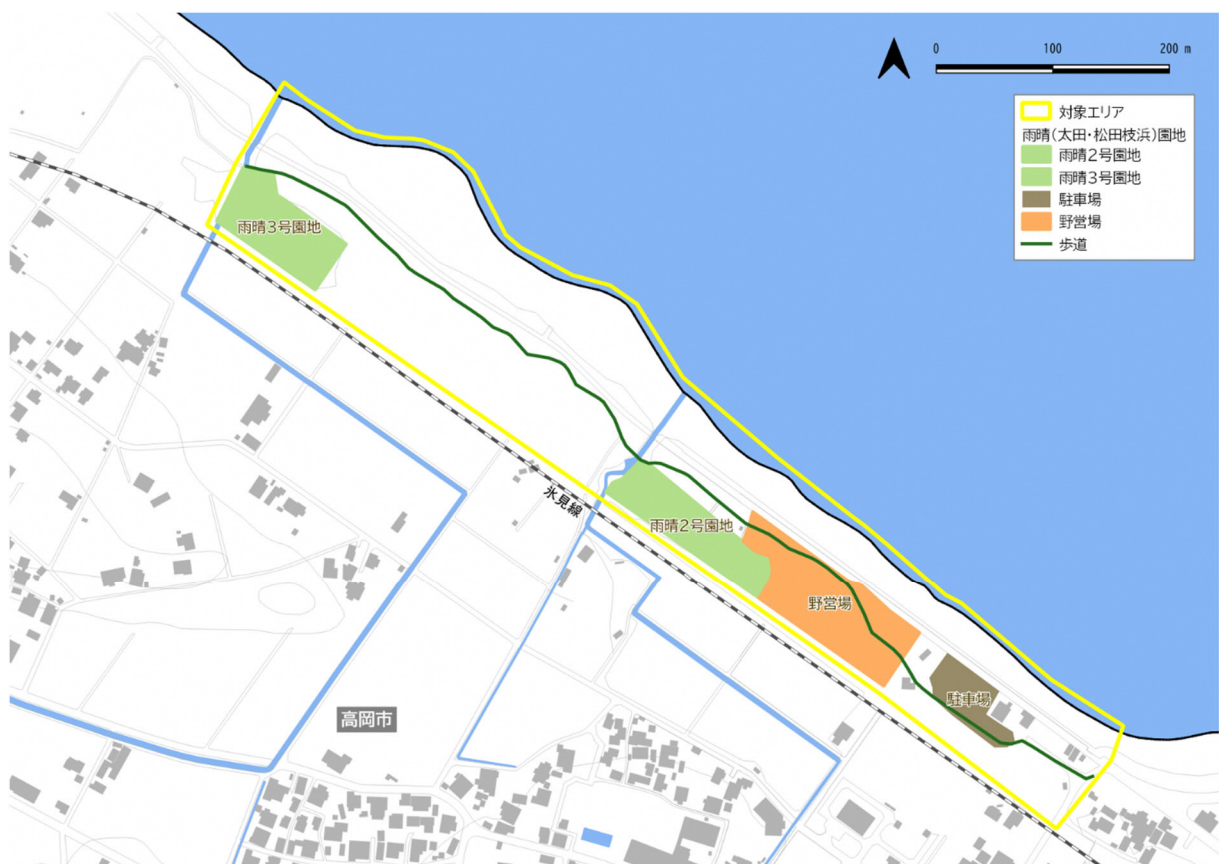 0 100 200 m
対象エリア
雨晴(太田・松田枝浜)園地
雨晴2号園地
雨晴3号園地
駐車場
野営場
歩道
雨晴3号園地
氷見線
雨晴2号園地
野営場
駐車場
高岡市